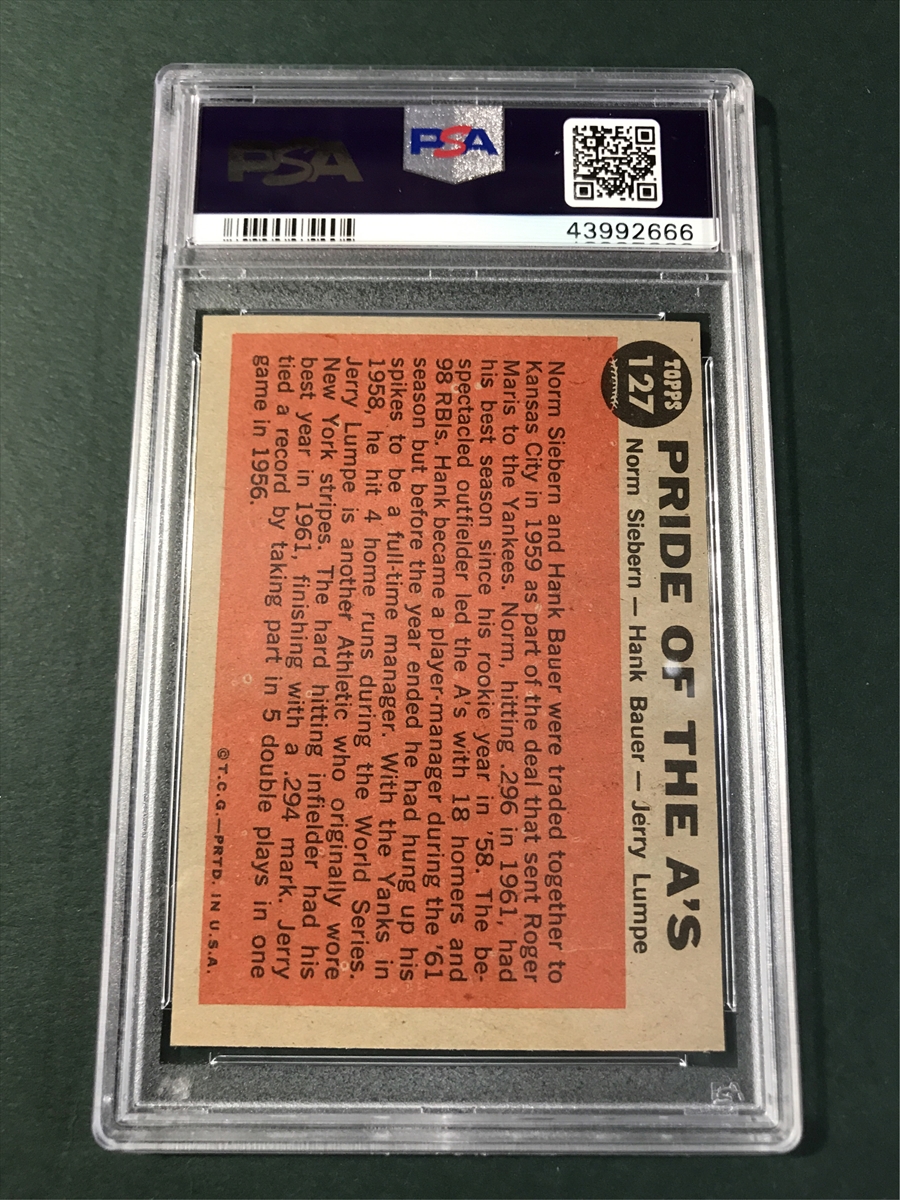 PSA
PSA
43992666
TOPPS
127
PRIDE OF THE A'S
Norm Siebern — Hank Bauer — Jerry Lumpe
Norm Siebern and Hank Bauer were traded together to
Kansas City in 1959 as part of the deal that sent Roger
Maris to the Yankees. Norm, hitting .296 in 1961, had
his best season since his rookie year in '58. The be-
spectacled outfielder led the A's with 18 homers and
98 RBIs. Hank became a player-manager during the '61
season but before the year ended he had hung up his
spikes to be a full-time manager. With the Yanks in
1958, he hit 4 home runs during the World Series.
Jerry Lumpe is another Athletic who originally wore
New York stripes. The hard hitting infielder had his
best year in 1961, finishing with a .294 mark. Jerry
tied a record by taking part in 5 double plays in one
game in 1956.
©T.C.G.—PRTD. IN U.S.A.